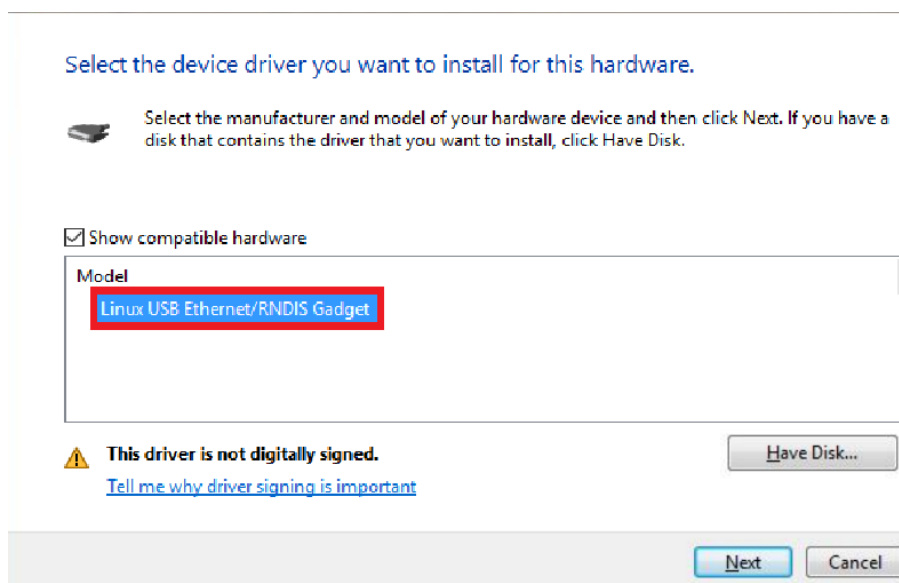 Select the device driver you want to install for this hardware.
Select the manufacturer and model of your hardware device and then click Next. If you have a
disk that contains the driver that you want to install, click Have Disk.
Show compatible hardware
Model
Linux USB Ethernet/RNDIS Gadget
This driver is not digitally signed.
Have Disk...
Tell me why driver signing is important
Next
Cancel